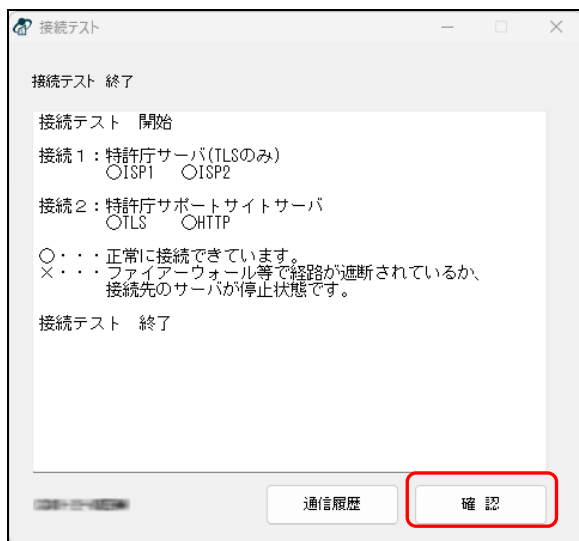 接続テスト
接続テスト 終了
接続テスト　開始
接続１：特許庁サーバ(TLSのみ)
○ISP1　○ISP2
接続２：特許庁サポートサイトサーバ
○TLS　○HTTP
○・・・正常に接続できています。
×・・・ファイアーウォール等で経路が遮断されているか、
接続先のサーバが停止状態です。
接続テスト　終了
通信履歴
確 認